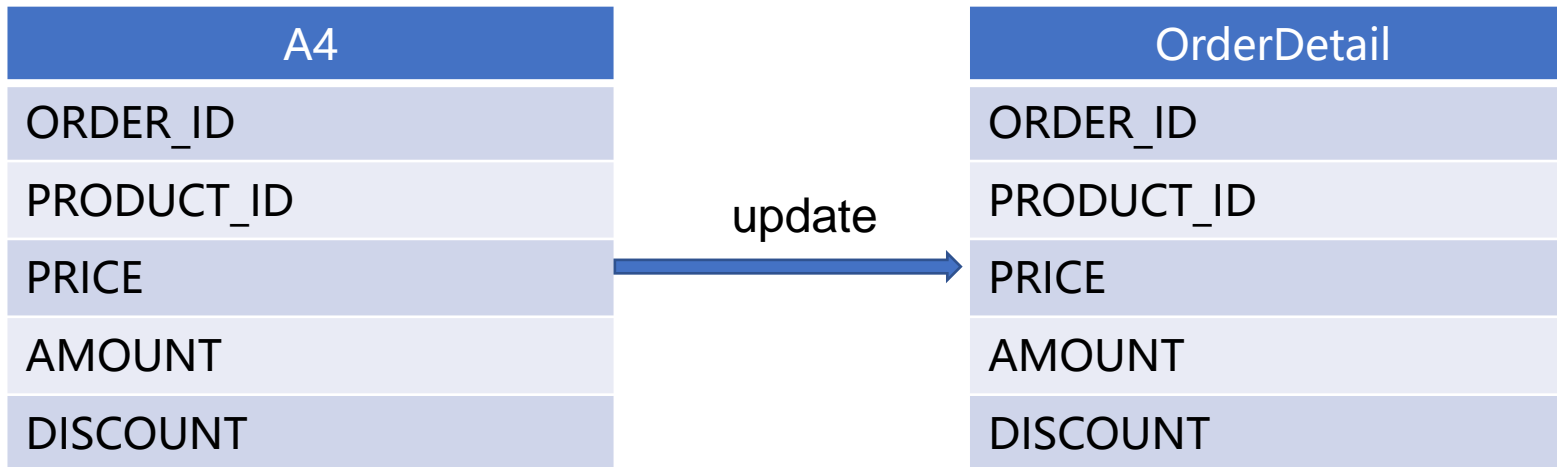 A4
ORDER_ID
PRODUCT_ID
PRICE
AMOUNT
DISCOUNT
update
OrderDetail
ORDER_ID
PRODUCT_ID
PRICE
AMOUNT
DISCOUNT